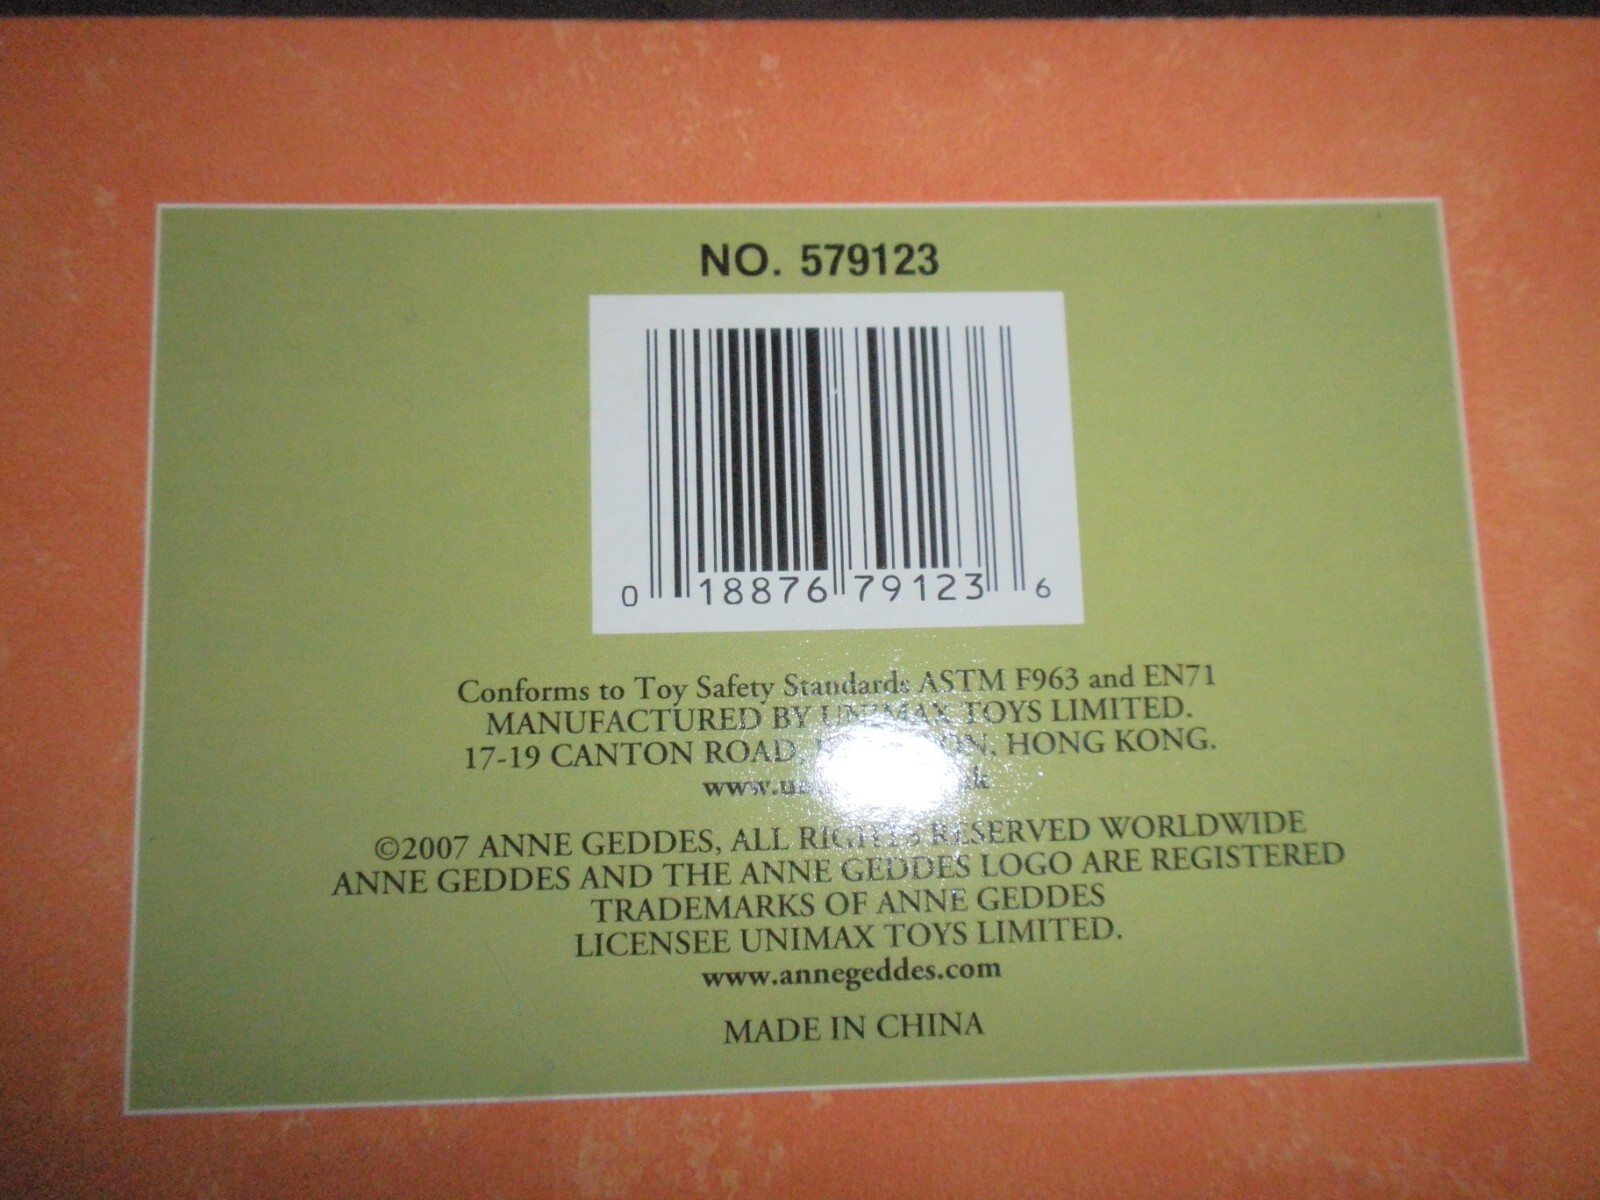 NO. 579123
0 18876 79123 6
Conforms to Toy Safety Standards ASTM F963 and EN71
MANUFACTURED BY UNIMAX TOYS LIMITED.
17-19 CANTON ROAD, HONG KONG.
©2007 ANNE GEDDES, ALL RIGHTS RESERVED WORLDWIDE
ANNE GEDDES AND THE ANNE GEDDES LOGO ARE REGISTERED
TRADEMARKS OF ANNE GEDDES
LICENSEE UNIMAX TOYS LIMITED.
www.annegeddes.com
MADE IN CHINA